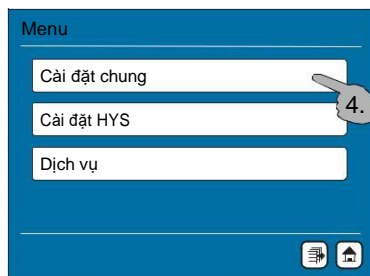 Menu
Cài đặt chung
4.
Cài đặt HYS
Dịch vụ